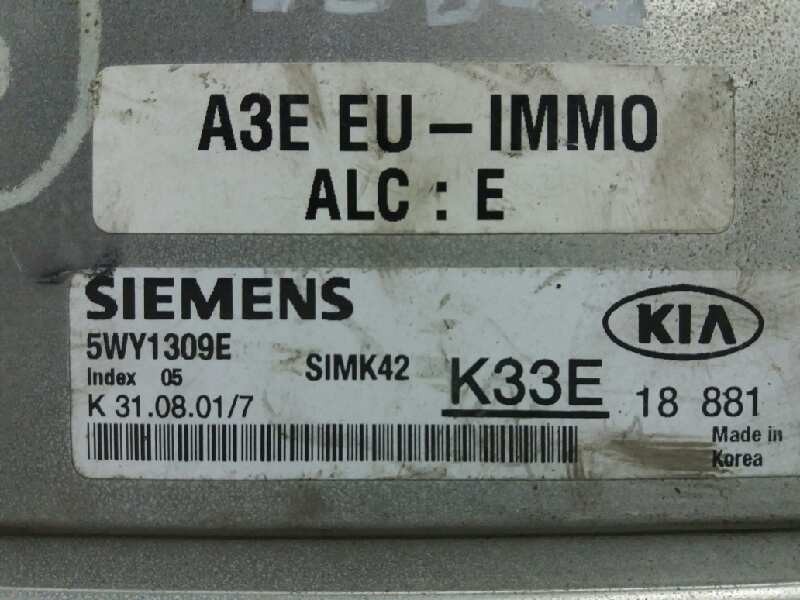 A3E EU – IMMO
ALC : E
SIEMENS
5WY1309E
Index 05
SIMK42
K33E
KIA
18 881
K 31.08.01/7
Made in
Korea